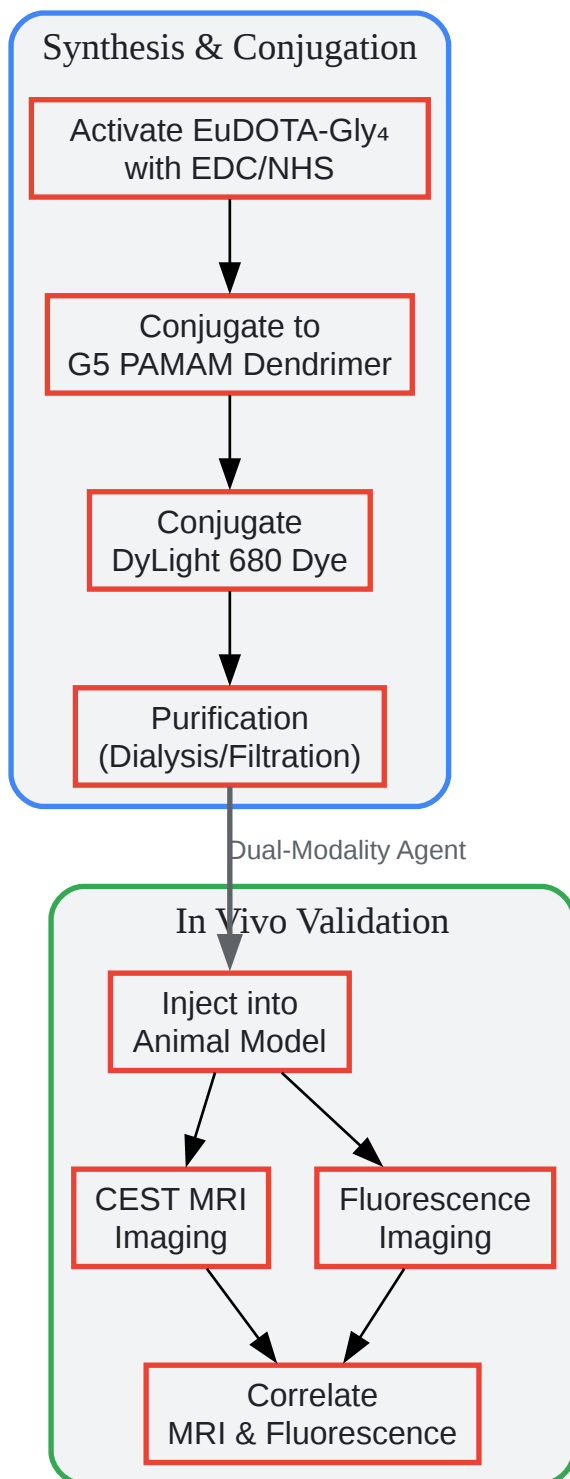 Synthesis & Conjugation
Activate EuDOTA-Gly₄
with EDC/NHS
Conjugate to
G5 PAMAM Dendrimer
Conjugate
DyLight 680 Dye
Purification
(Dialysis/Filtration)
Dual-Modality Agent
In Vivo Validation
Inject into
Animal Model
CEST MRI
Imaging
Fluorescence
Imaging
Correlate
MRI & Fluorescence